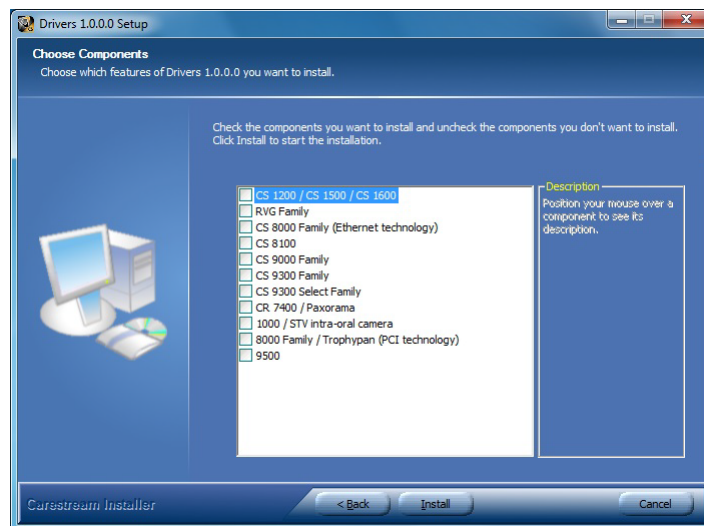 Drivers 1.0.0.0 Setup
Choose Components
Choose which features of Drivers 1.0.0.0 you want to install.
Check the components you want to install and uncheck the components you don't want to install.
Click Install to start the installation.
CS 1200 / CS 1500 / CS 1600
RVG Family
CS 8000 Family (Ethernet technology)
CS 8100
CS 9000 Family
CS 9300 Family
CS 9300 Select Family
CR 7400 / Paxorama
1000 / STV intra-oral camera
8000 Family / Trophypan (PCI technology)
9500
Description
Position your mouse over a
component to see its
description.
Carestream Installer
< Back
Install
Cancel